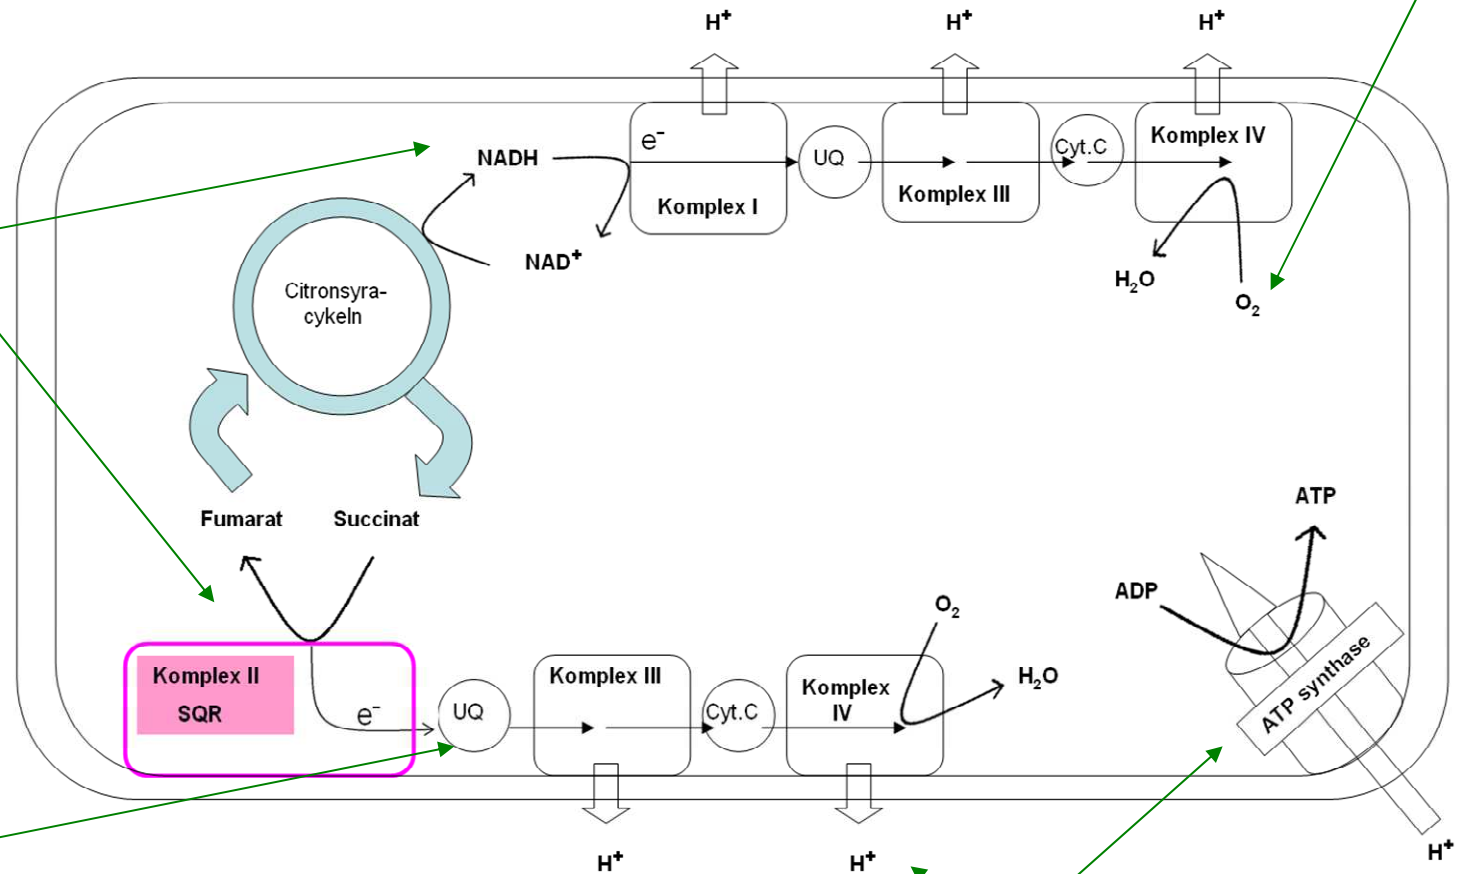 H⁺
H⁺
H⁺
NADH
e⁻
Komplex I
UQ
Komplex III
Cyt.C
Komplex IV
NAD⁺
H₂O
O₂
Citronsyra-
cykeln
Fumarat
Succinat
Komplex II
SQR
e⁻
UQ
Komplex III
Cyt.C
Komplex
IV
O₂
H₂O
ADP
ATP
ATP synthase
H⁺
H⁺
H⁺